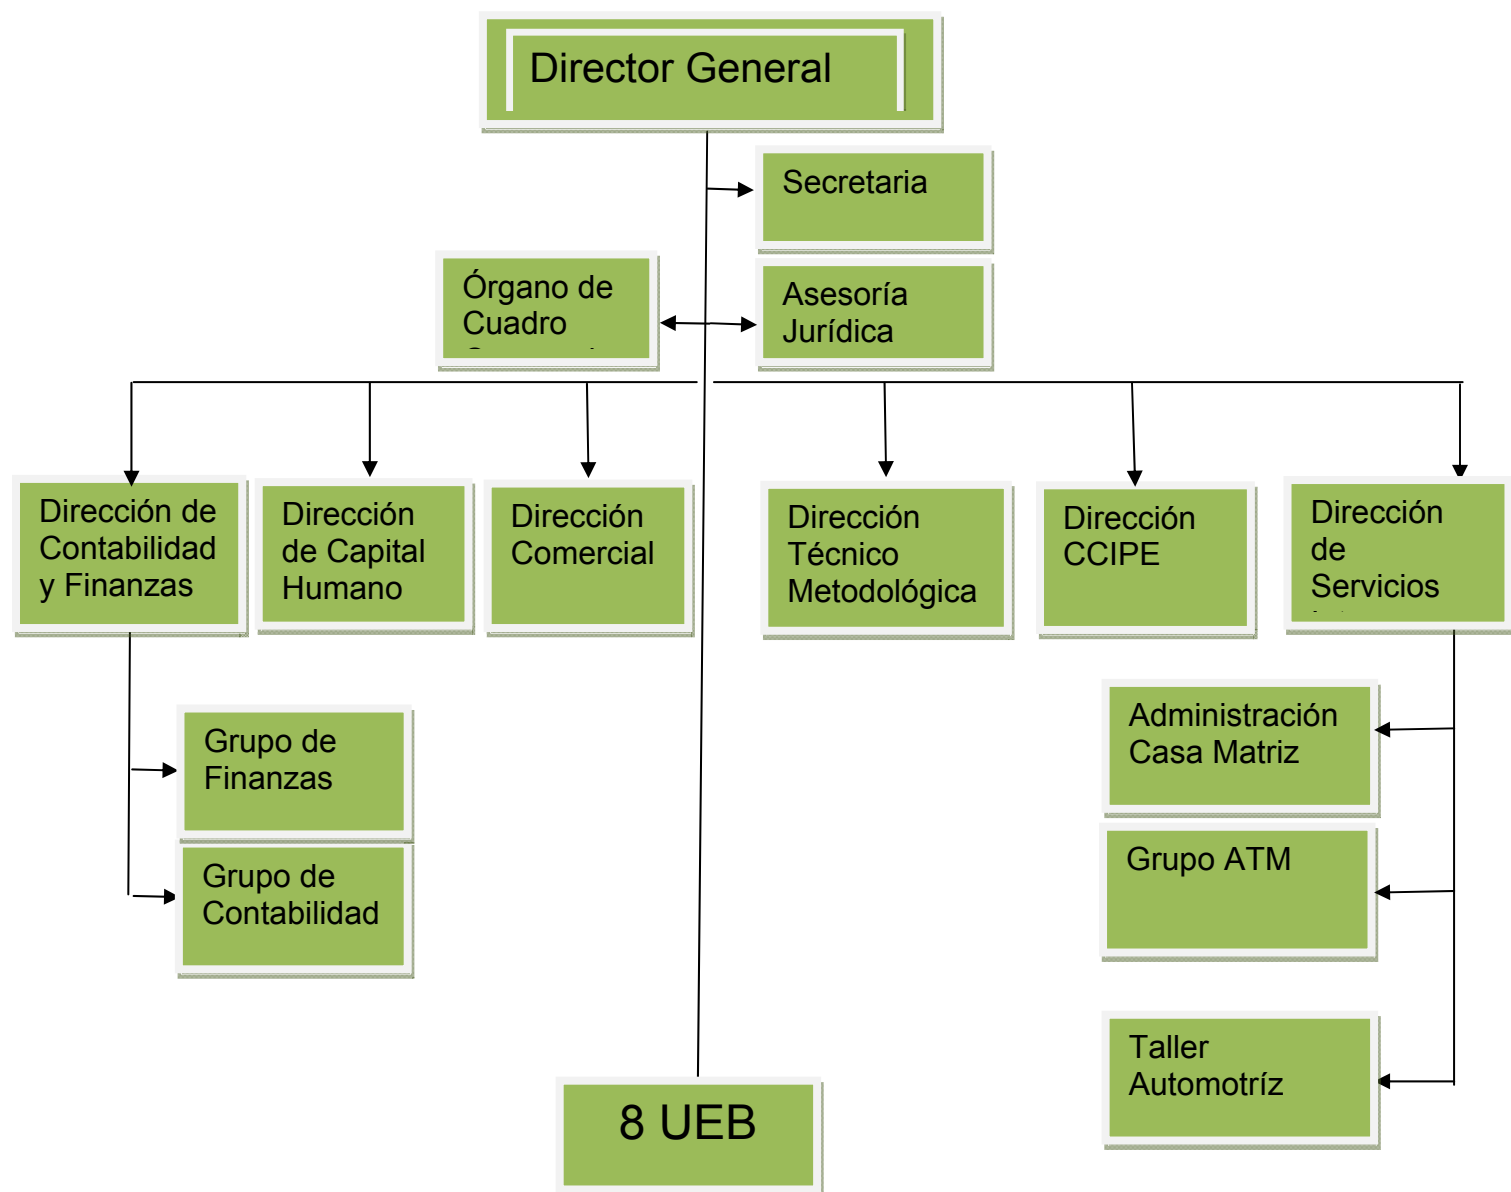 Director General
Secretaria
Órgano de
Cuadro
Asesoría
Jurídica
Dirección de
Contabilidad
y Finanzas
Dirección
de Capital
Humano
Dirección
Comercial
Dirección
Técnico
Metodológica
Dirección
CCIPE
Dirección
de
Servicios
Grupo de
Finanzas
Grupo de
Contabilidad
Administración
Casa Matriz
Grupo ATM
Taller
Automotríz
8 UEB